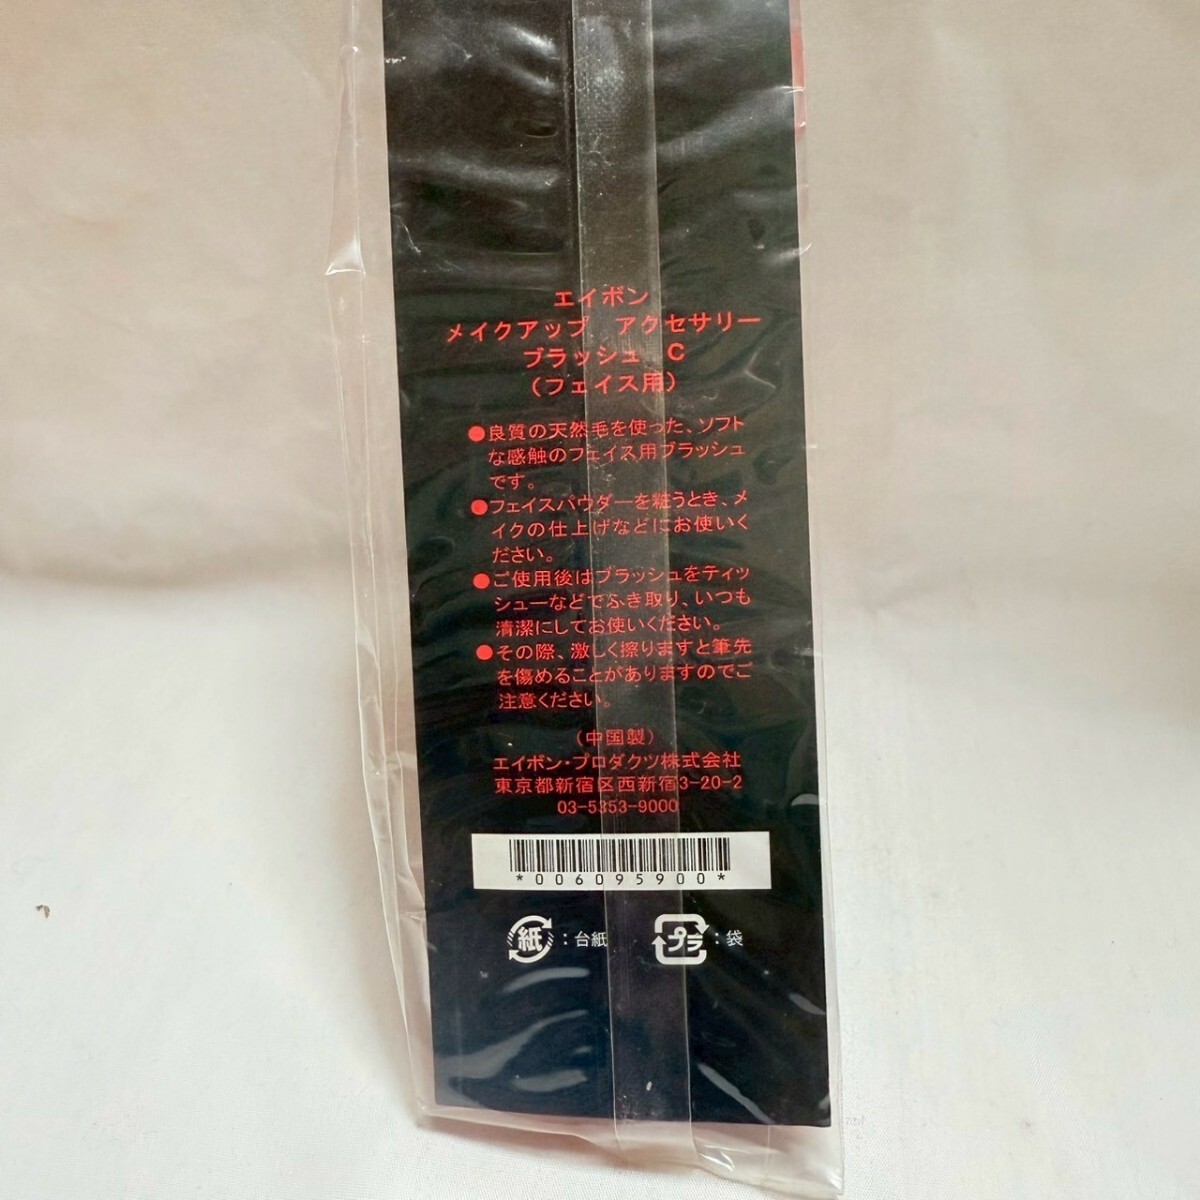 エイボン
メイクアップ　アクセサリー
ブラッシュ　C
(フェイス用)
●良質の天然毛を使った、ソフト
な感触のフェイス用ブラッシュ
です。
●フェイスパウダーを粧うとき、メ
イクの仕上げなどにお使いく
ださい。
●ご使用後はブラッシュをティッ
シューなどでふき取り、いつも
清潔にしてお使いください。
●その際、激しく擦りますと筆先
を傷めることがありますのでご
注意ください。
(中国製)
エイボン・プロダクツ株式会社
東京都新宿区西新宿3-20-2
03-5353-9000
*006095900*
紙:台紙 プラ:袋